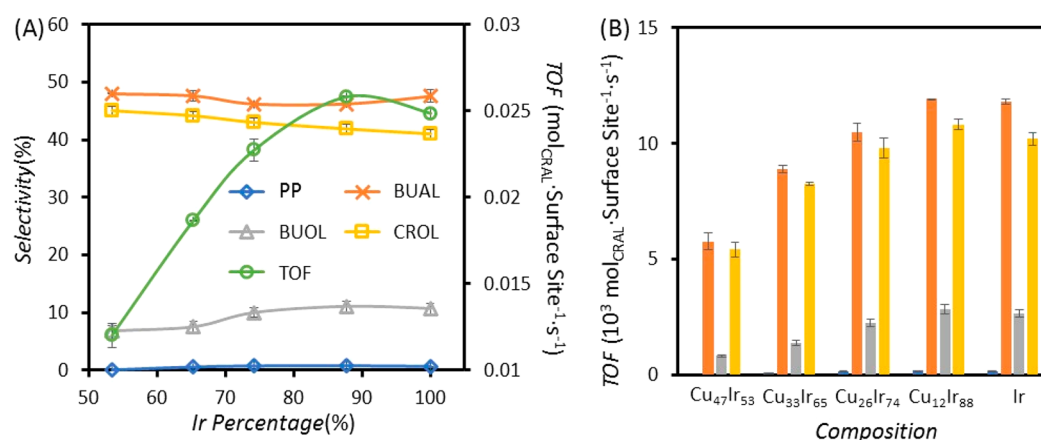 (A)
60
50
40
30
20
10
0
Selectivity(%)
0.03
0.025
0.02
0.015
0.01
TOF (mol_CRAL·Surface Site⁻¹·s⁻¹)
PP
BUAL
BUOL
CROL
TOF
50
60
70
80
90
100
Ir Percentage(%)
(B)
15
10
5
0
TOF (10³ mol_CRAL·Surface Site⁻¹·s⁻¹)
Cu₄₇Ir₅₃
Cu₃₃Ir₆₅
Cu₂₆Ir₇₄
Cu₁₂Ir₈₈
Ir
Composition